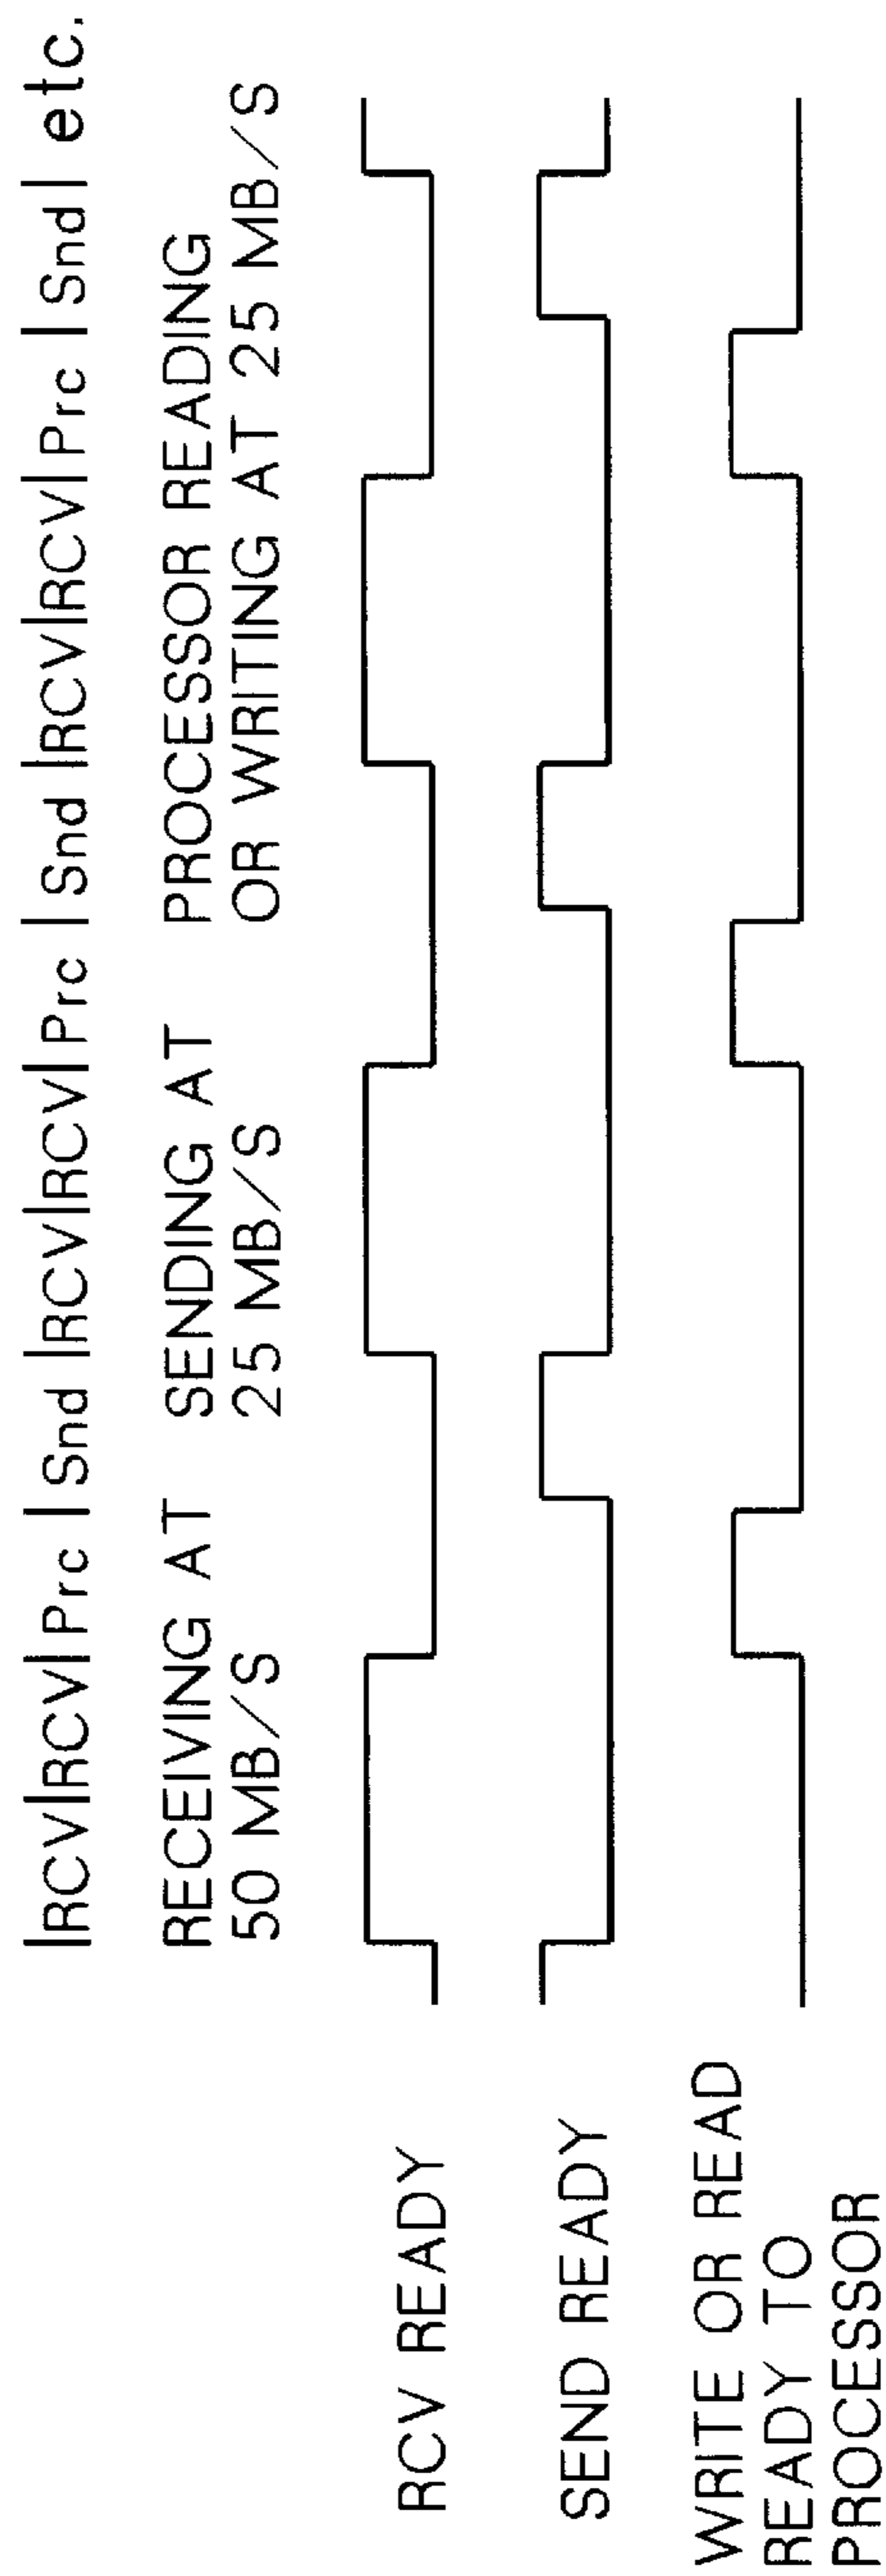 |RCV|RCV|Prc|Snd|RCV|RCV|Prc|Snd|RCV|RCV|Prc|Snd| etc.
RECEIVING AT
50 MB/S
SENDING AT
25 MB/S
PROCESSOR READING
OR WRITING AT 25 MB/S
RCV READY
SEND READY
WRITE OR READ
READY TO
PROCESSOR